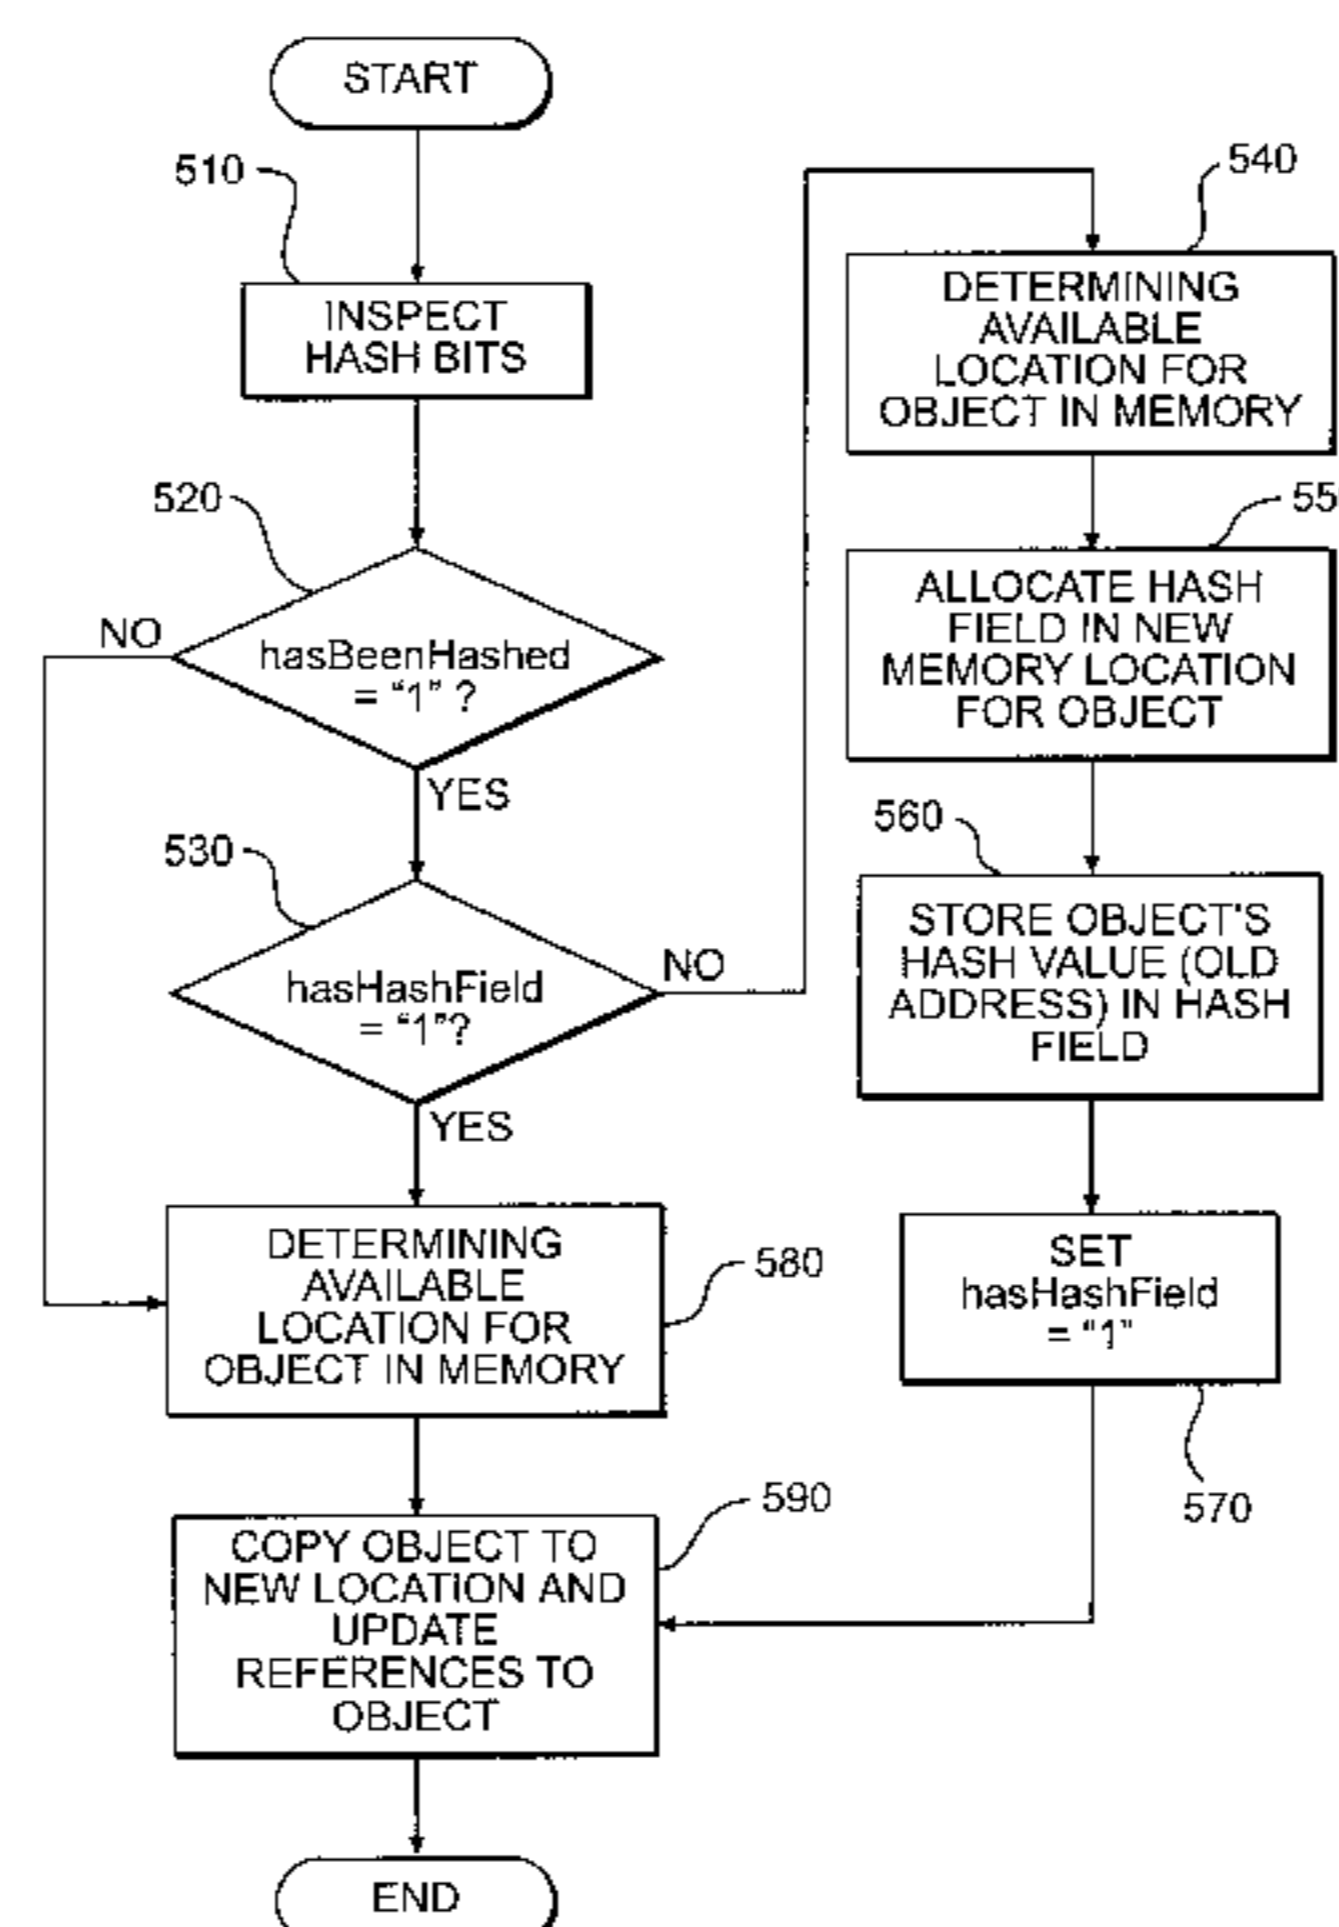 START
510
INSPECT
HASH BITS
520
NO
hasBeenHashed
= “1” ?
YES
530
hasHashField
= “1”?
NO
YES
DETERMINING
AVAILABLE
LOCATION FOR
OBJECT IN MEMORY
580
COPY OBJECT TO
NEW LOCATION AND
UPDATE
REFERENCES TO
OBJECT
590
END
540
DETERMINING
AVAILABLE
LOCATION FOR
OBJECT IN MEMORY
55
ALLOCATE HASH
FIELD IN NEW
MEMORY LOCATION
FOR OBJECT
560
STORE OBJECT'S
HASH VALUE (OLD
ADDRESS) IN HASH
FIELD
SET
hasHashField
= “1”
570